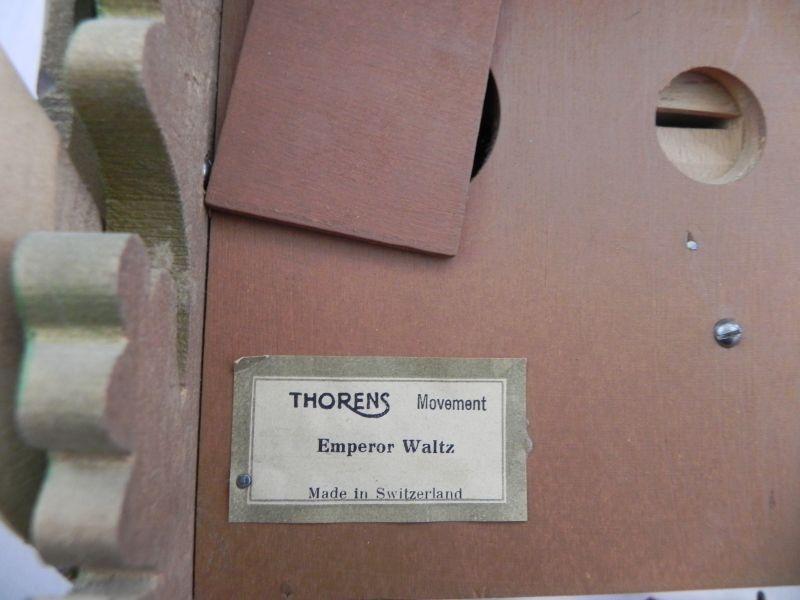 THORENS Movement
Emperor Waltz
Made in Switzerland